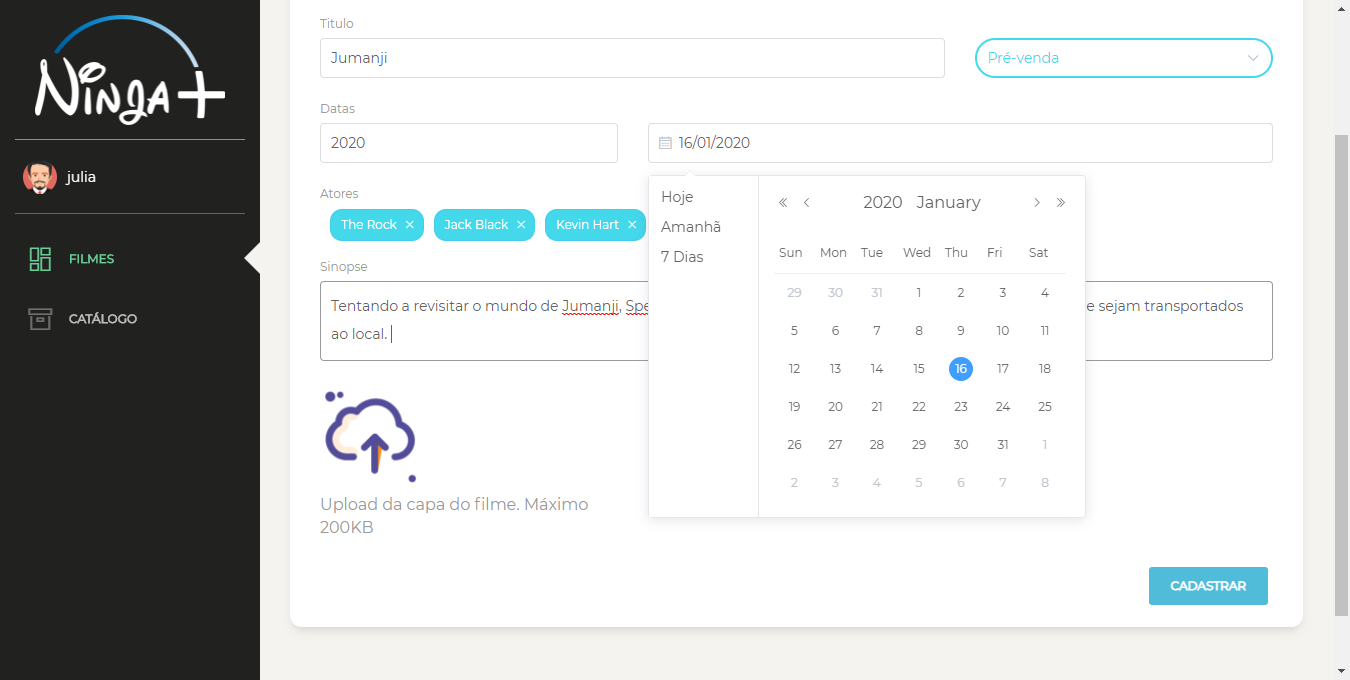 Ninja+
julia
FILMES
CATÁLOGO
Titulo
Jumanji
Pré-venda
Datas
2020
16/01/2020
Atores
The Rock ×
Jack Black ×
Kevin Hart ×
Sinopse
Tentando a revisitar o mundo de Jumanji, Spe
e sejam transportados
ao local.
Hoje
Amanhã
7 Dias
« ‹ 2020 January › »
Sun Mon Tue Wed Thu Fri Sat
29 30 31 1 2 3 4
5 6 7 8 9 10 11
12 13 14 15 16 17 18
19 20 21 22 23 24 25
26 27 28 29 30 31 1
2 3 4 5 6 7 8
Upload da capa do filme. Máximo
200KB
CADASTRAR